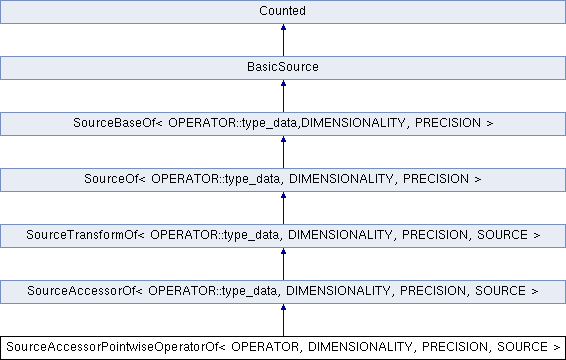 Counted
BasicSource
SourceBaseOf< OPERATOR::type_data,DIMENSIONALITY, PRECISION >
SourceOf< OPERATOR::type_data, DIMENSIONALITY, PRECISION >
SourceTransformOf< OPERATOR::type_data, DIMENSIONALITY, PRECISION, SOURCE >
SourceAccessorOf< OPERATOR::type_data, DIMENSIONALITY, PRECISION, SOURCE >
SourceAccessorPointwiseOperatorOf< OPERATOR, DIMENSIONALITY, PRECISION, SOURCE >